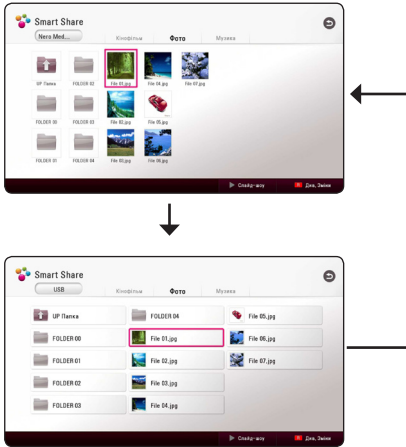 Smart Share
Nero Med...
Кінофільм Фото Музика
UP Папка FOLDER 02 File 01.jpg File 04.jpg File 07.jpg
FOLDER 00 FOLDER 03 File 02.jpg File 05.jpg
FOLDER 01 FOLDER 04 File 03.jpg File 06.jpg
Слайд-шоу Див. Зміни
Smart Share
USB
Кінофільм Фото Музика
UP Папка FOLDER 04 File 05.jpg
FOLDER 00 File 01.jpg File 06.jpg
FOLDER 01 File 02.jpg File 07.jpg
FOLDER 02 File 03.jpg
FOLDER 03 File 04.jpg
Слайд-шоу Див. Зміни